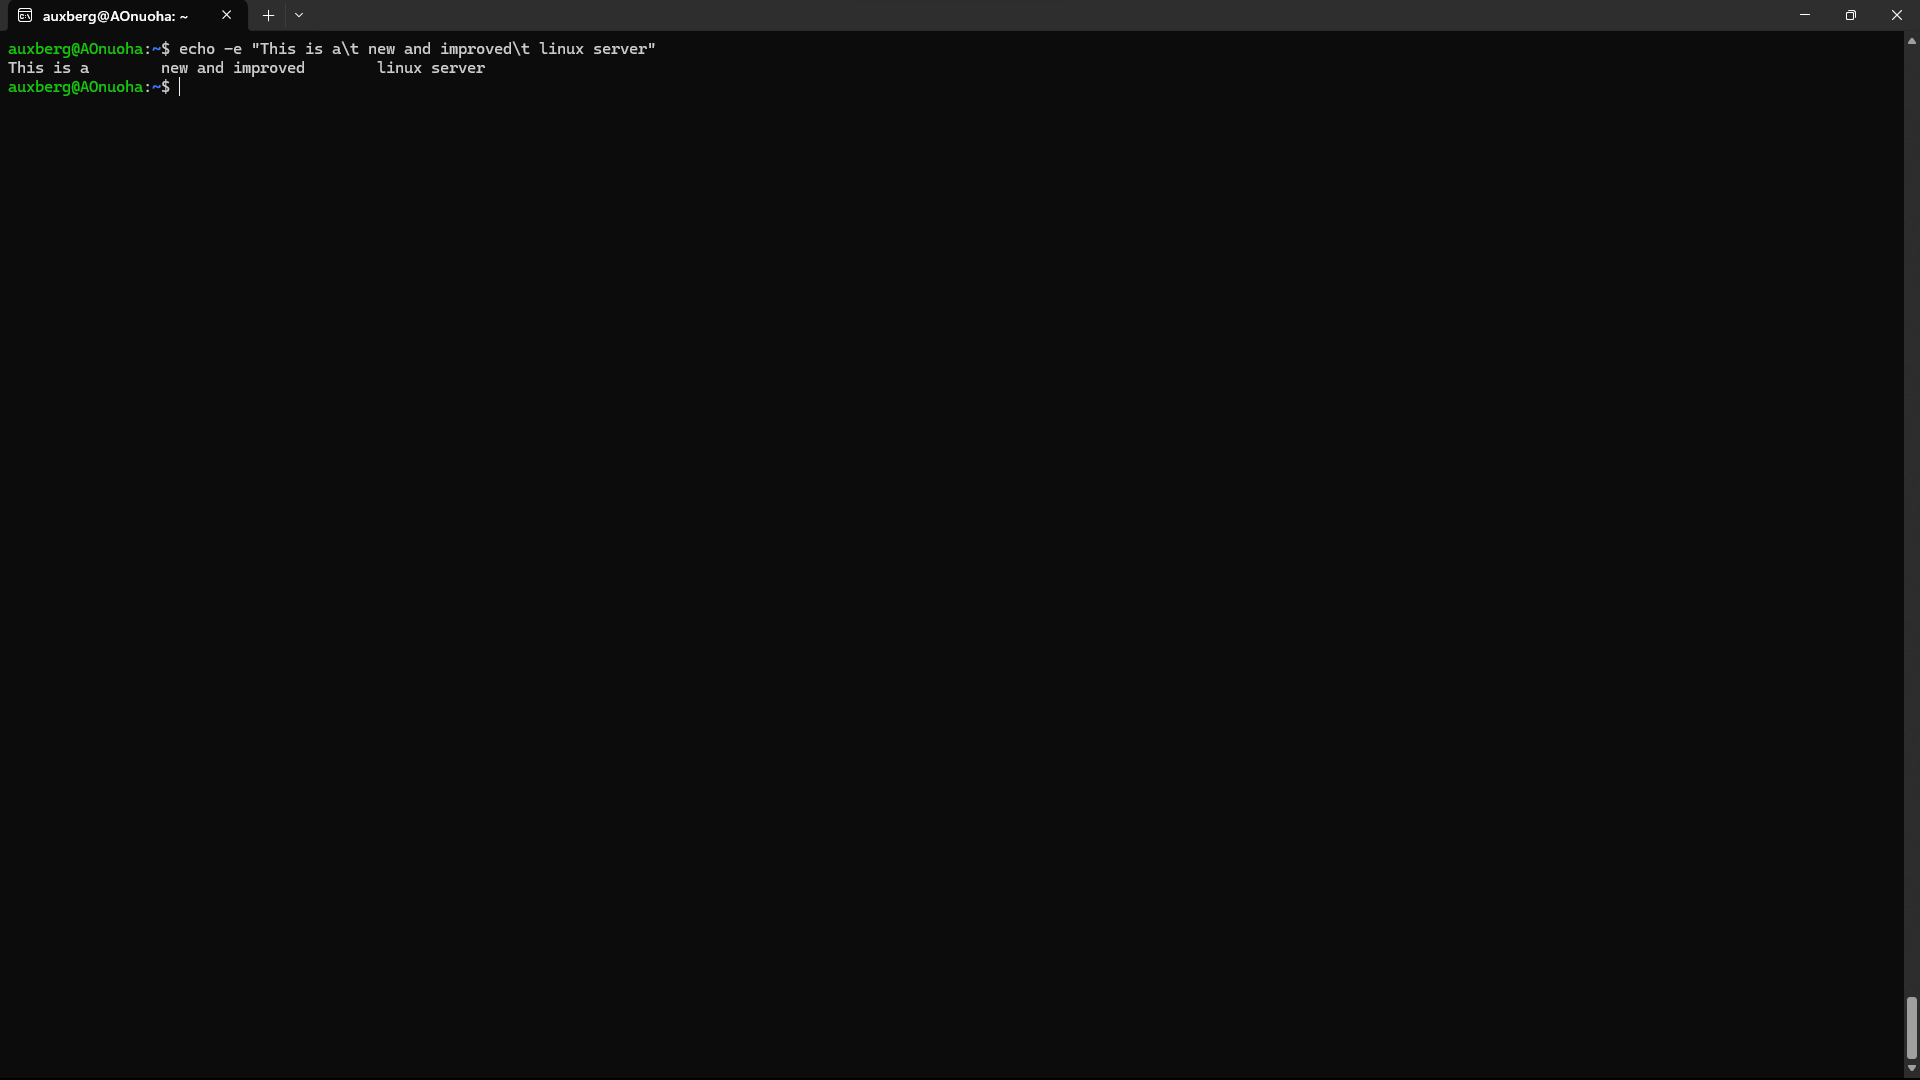 auxberg@AOnuoha: ~
auxberg@AOnuoha:~$ echo -e "This is a\t new and improved\t linux server"
This is a        new and improved        linux server
auxberg@AOnuoha:~$